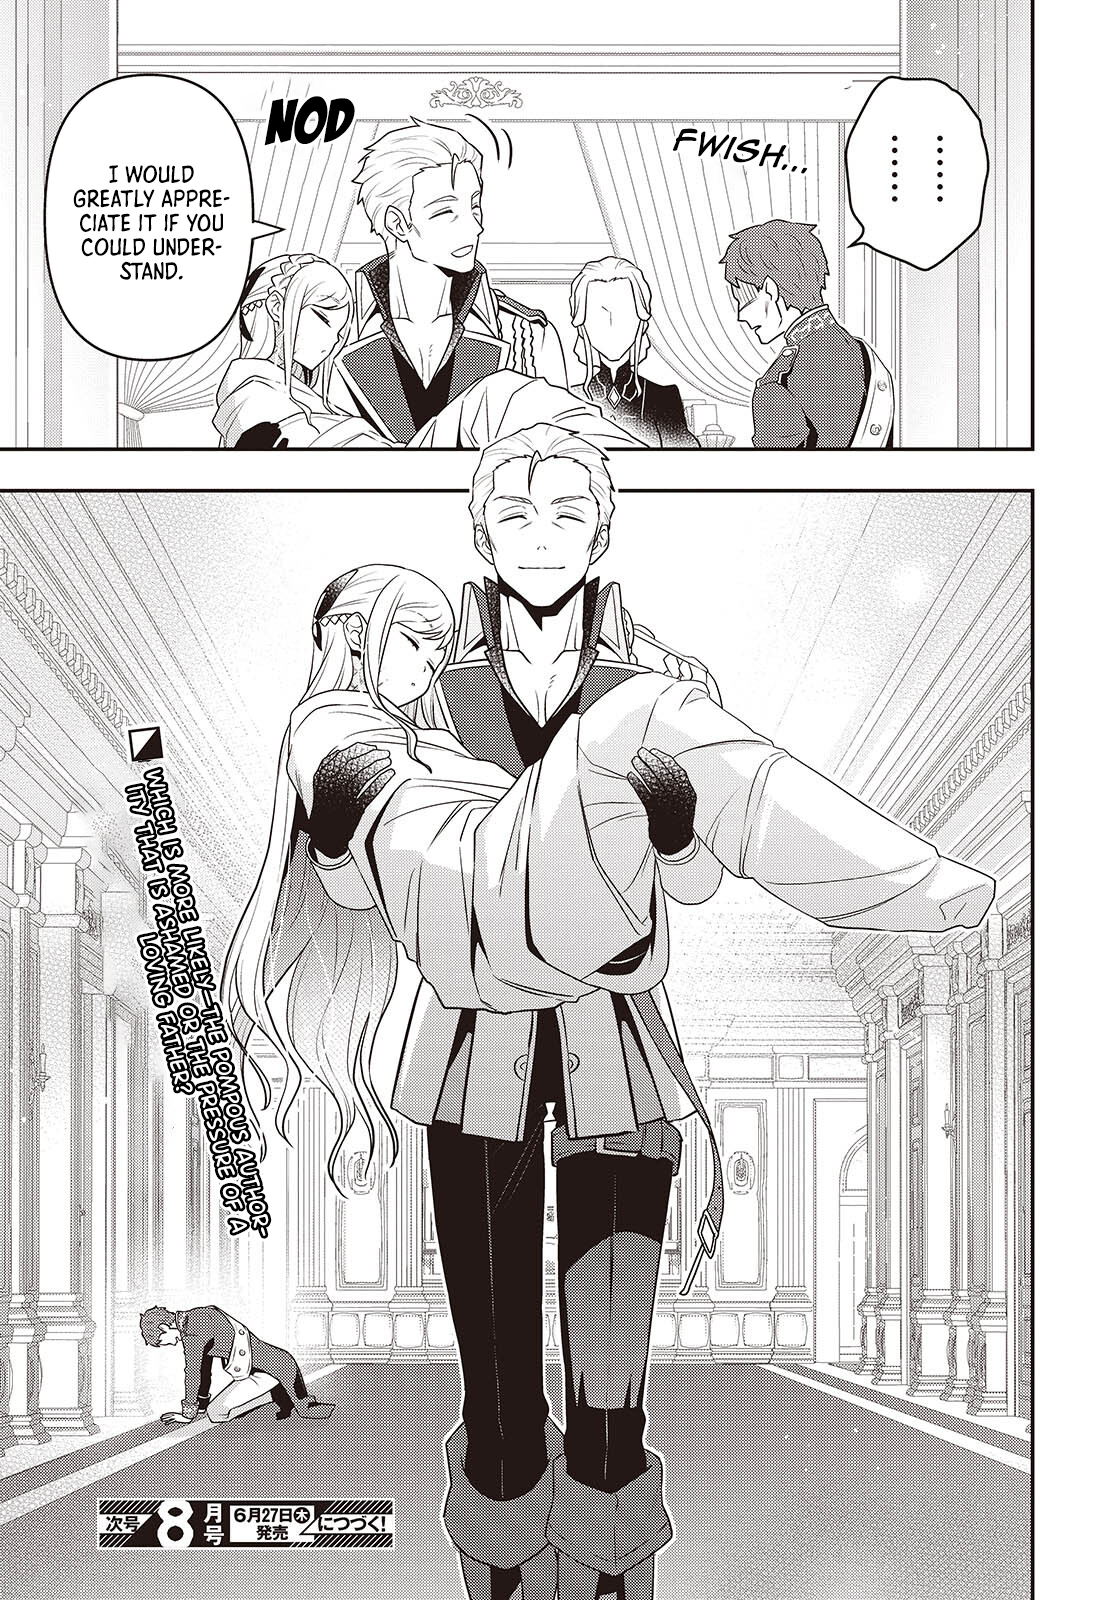 ⋮⋮
FWISH...
NOD
I WOULD
GREATLY APPRE-
CIATE IT IF YOU
COULD UNDER-
STAND.
WHICH IS MORE LIKELY-THE POMPOUS AUTHOR-
ITY THAT IS ASHAMED OR THE PRESSURE OF A
LOVING FATHER?
次号8月号 6月27日木発売 につづく!